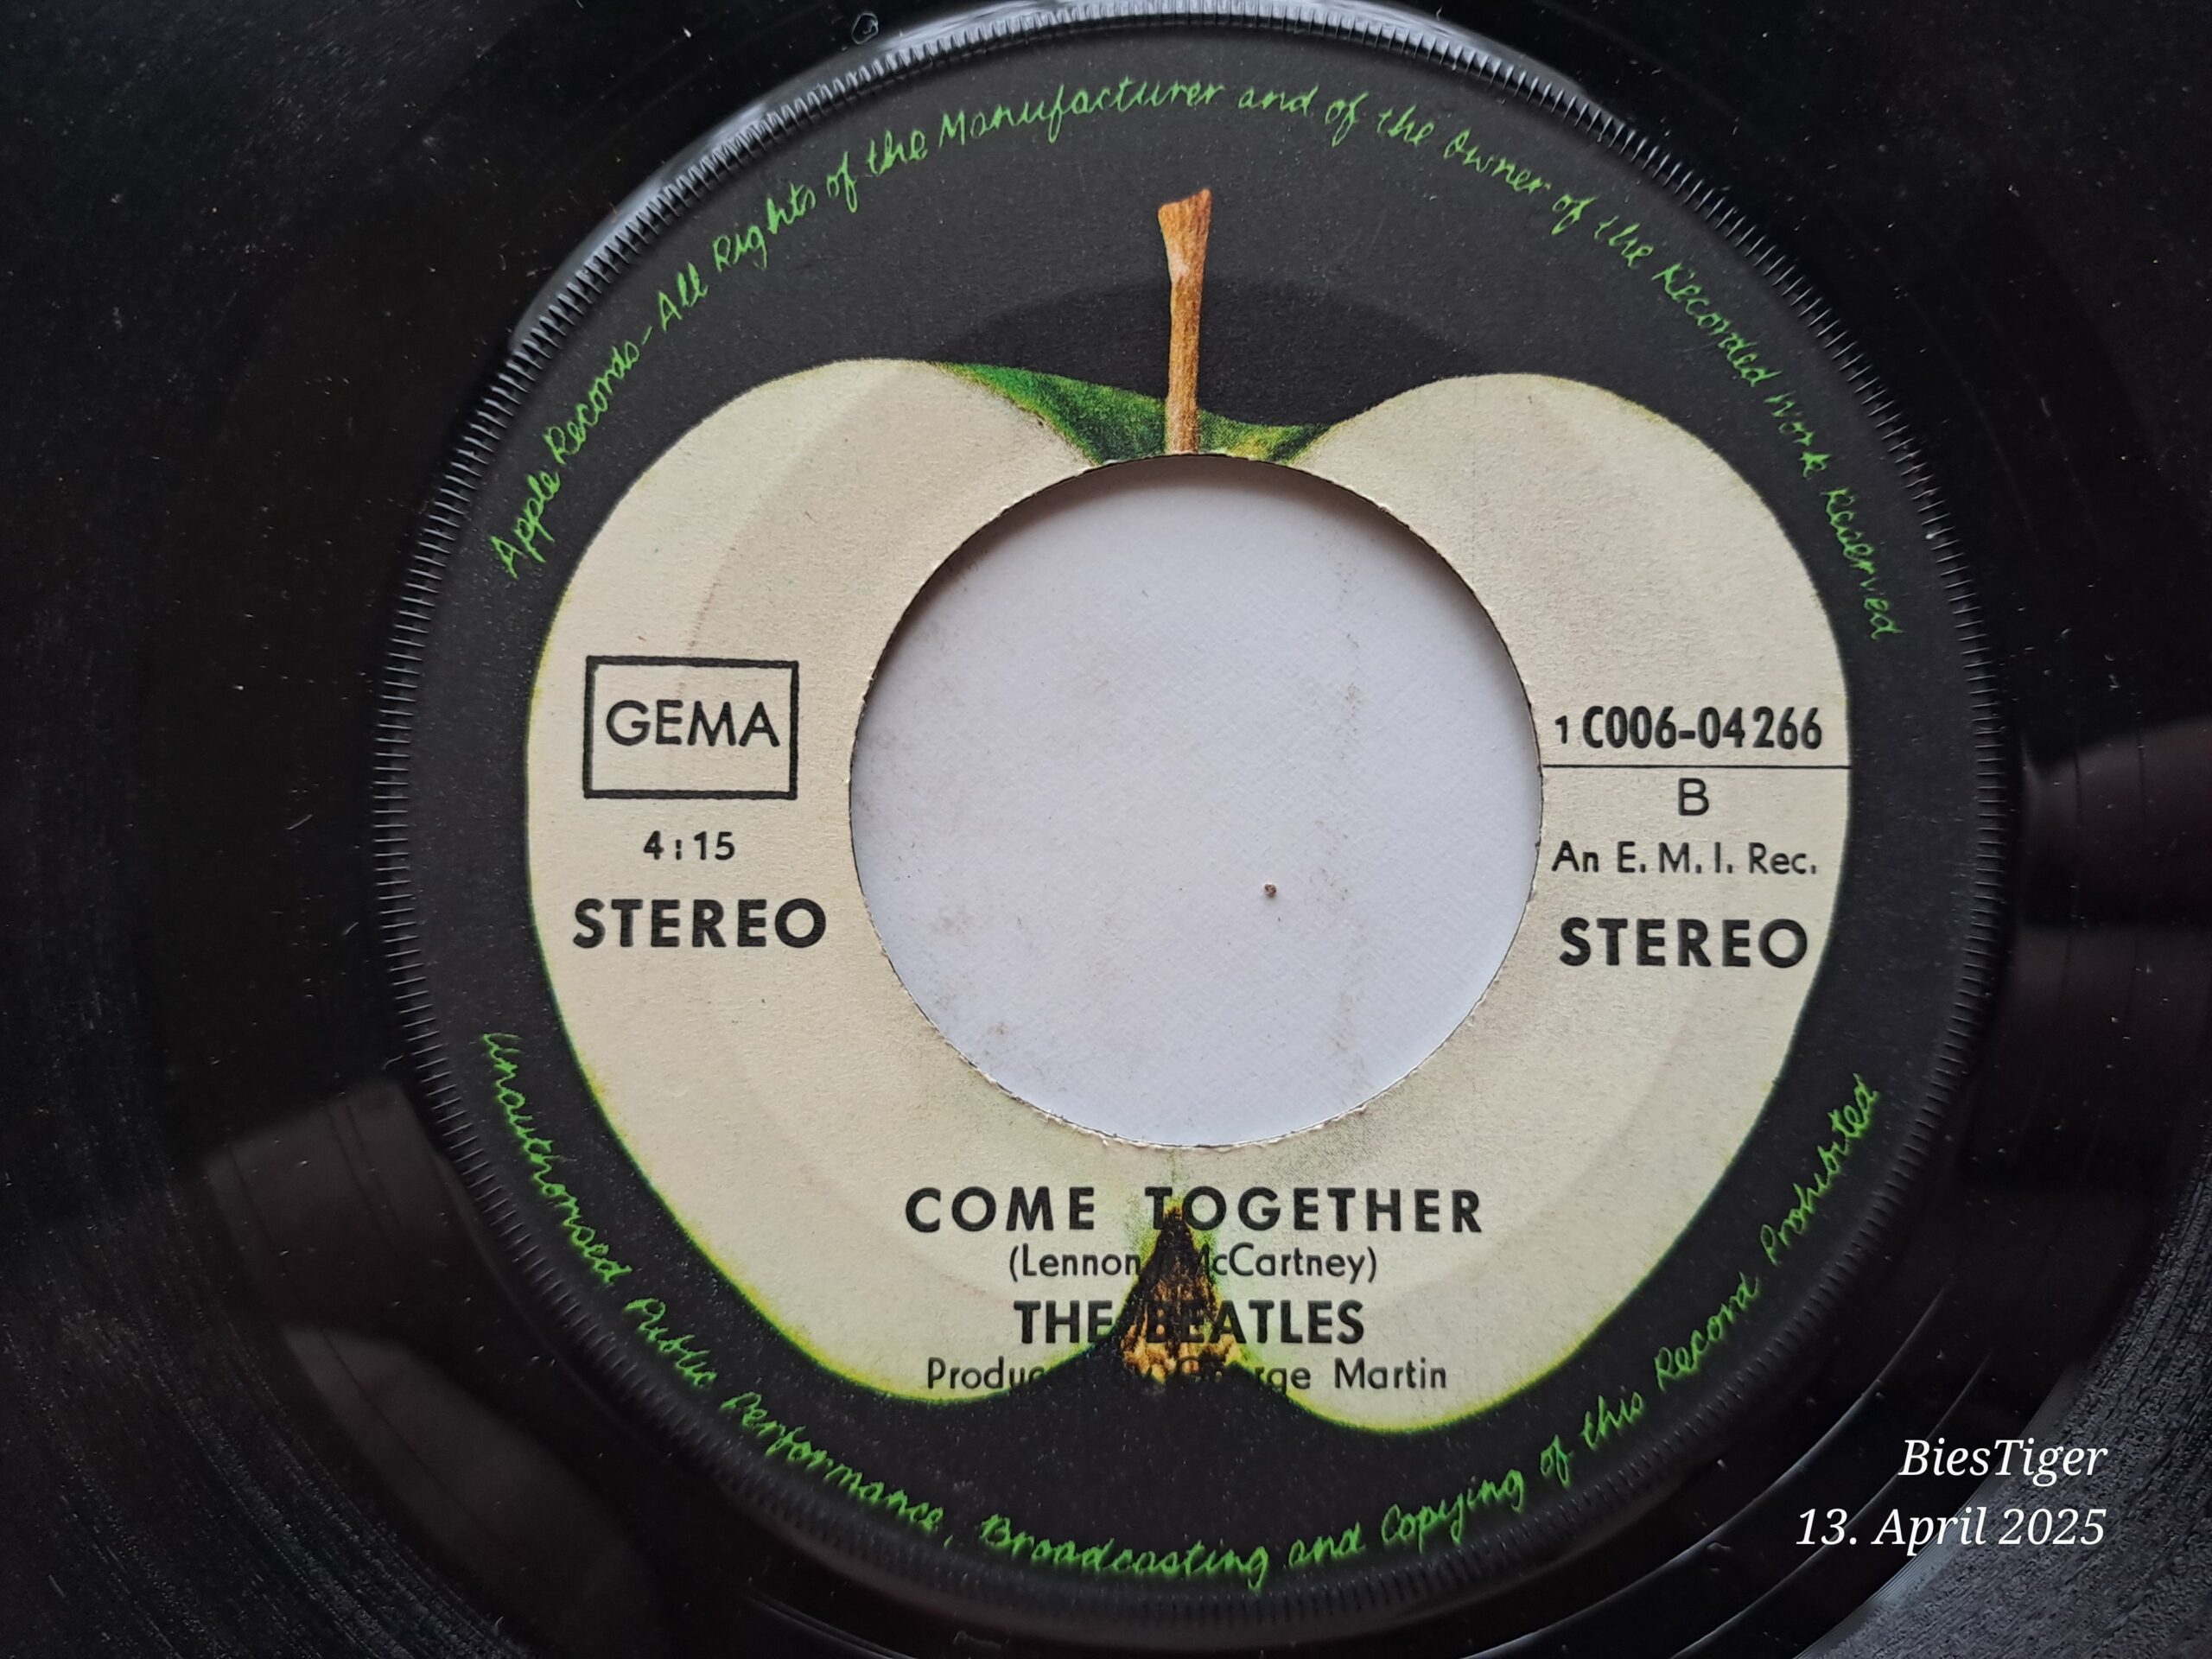 Apple Records-All Rights of the Manufacturer and of the Owner of the Recorded Work Reserved
GEMA
4:15
STEREO
1C006-04266
B
An E.M.I. Rec.
STEREO
COME TOGETHER
(Lennon McCartney)
THE BEATLES
George Martin
Unauthorised Public Performance, Broadcasting and Copying of this Record Prohibited
BiesTiger
13. April 2025